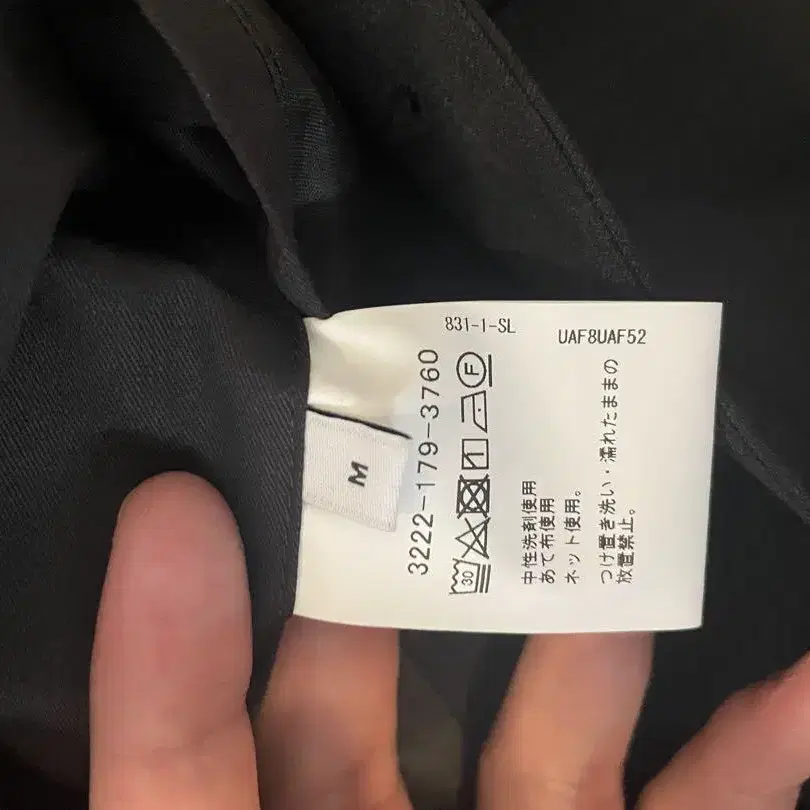 831-1-SL
UAF8UAF52
M
3222-179-3760
30
F
中性洗剤使用
あて布使用
ネット使用。
つけ置き洗い・濡れたままの
放置禁止。